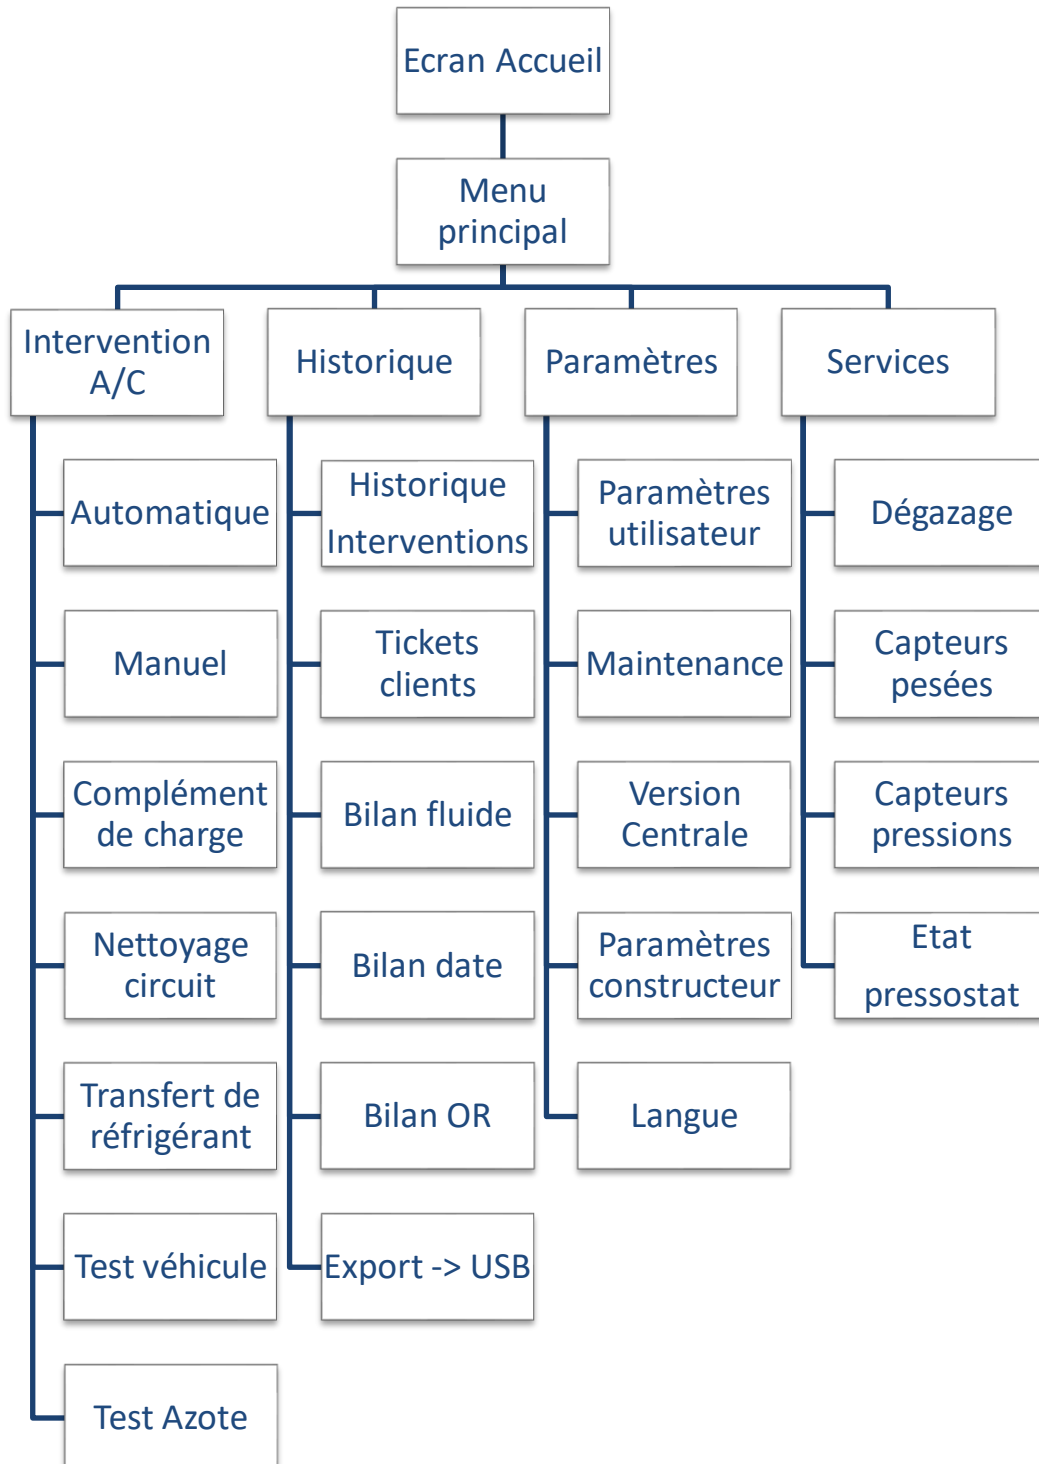 Ecran Accueil
Menu
principal
Intervention
A/C
Historique
Paramètres
Services
Automatique
Manuel
Complément
de charge
Nettoyage
circuit
Transfert de
réfrigérant
Test véhicule
Test Azote
Historique
Interventions
Tickets
clients
Bilan fluide
Bilan date
Bilan OR
Export -> USB
Paramètres
utilisateur
Maintenance
Version
Centrale
Paramètres
constructeur
Langue
Dégazage
Capteurs
pesées
Capteurs
pressions
Etat
pressostat